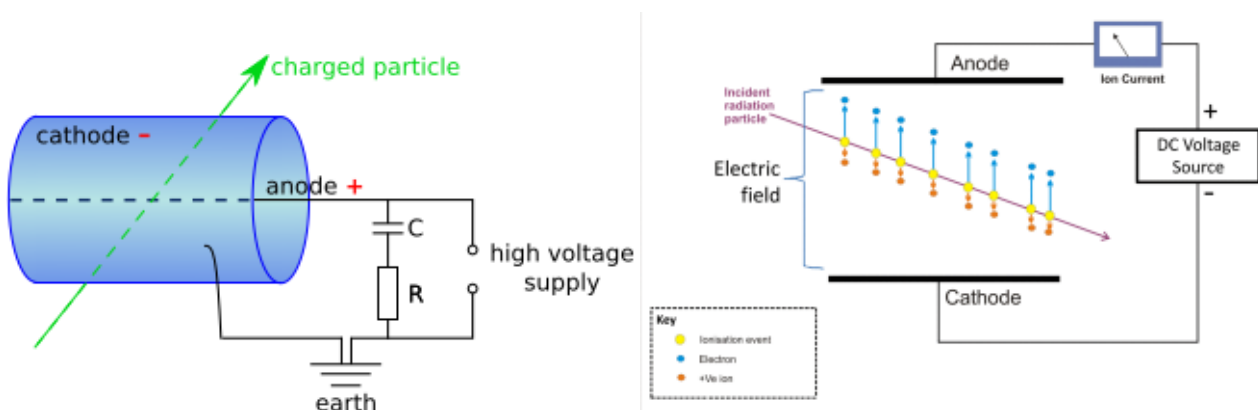 charged particle
cathode -
anode +
C
R
high voltage
supply
earth
Anode
Ion Current
Incident
radiation
particle
+
DC Voltage
Source
-
Electric
field
Cathode
Key
Ionisation event
Electron
+Ve ion